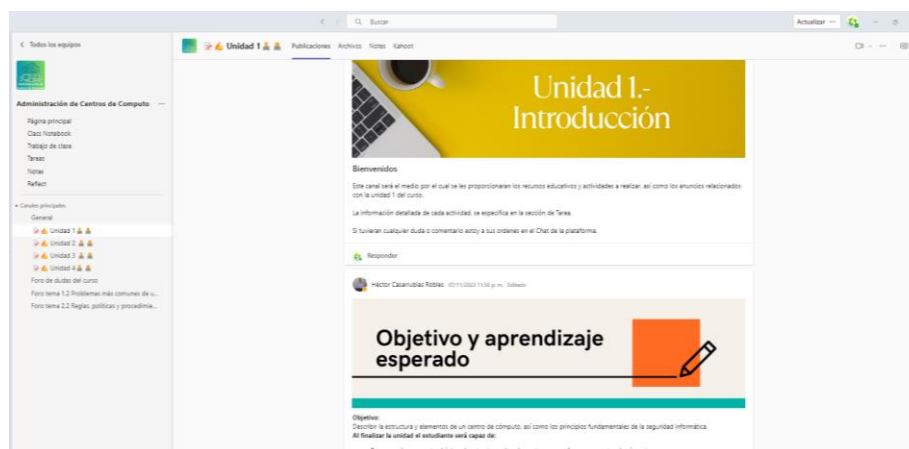 Buscar
Actualizar ···
Todos los equipos
Administración de Centros de Computo ···
Página principal
Class Notebook
Trabajo de clase
Tareas
Notas
Reflect
Canales principales
General
Unidad 1
Unidad 2
Unidad 3
Unidad 4
Foro de dudas del curso
Foro tema 1.2 Problemas más comunes de u...
Foro tema 2.2 Reglas, políticas y procedimie...
Unidad 1 Publicaciones Archivos Notas Kahoot
Unidad 1.-
Introducción
Bienvenidos
Este canal será el medio por el cual se les proporcionaran los recursos educativos y actividades a realizar, así como los anuncios relacionados
con la unidad 1 del curso.
La información detallada de cada actividad, se especifica en la sección de Tarea.
Si tuvieran cualquier duda o comentario estoy a sus ordenes en el Chat de la plataforma.
Responder
Héctor Casarrubias Robles Editado
Objetivo y aprendizaje
esperado
Objetivo:
Describir la estructura y elementos de un centro de cómputo, así como los principios fundamentales de la seguridad informática.
Al finalizar la unidad el estudiante será capaz de: